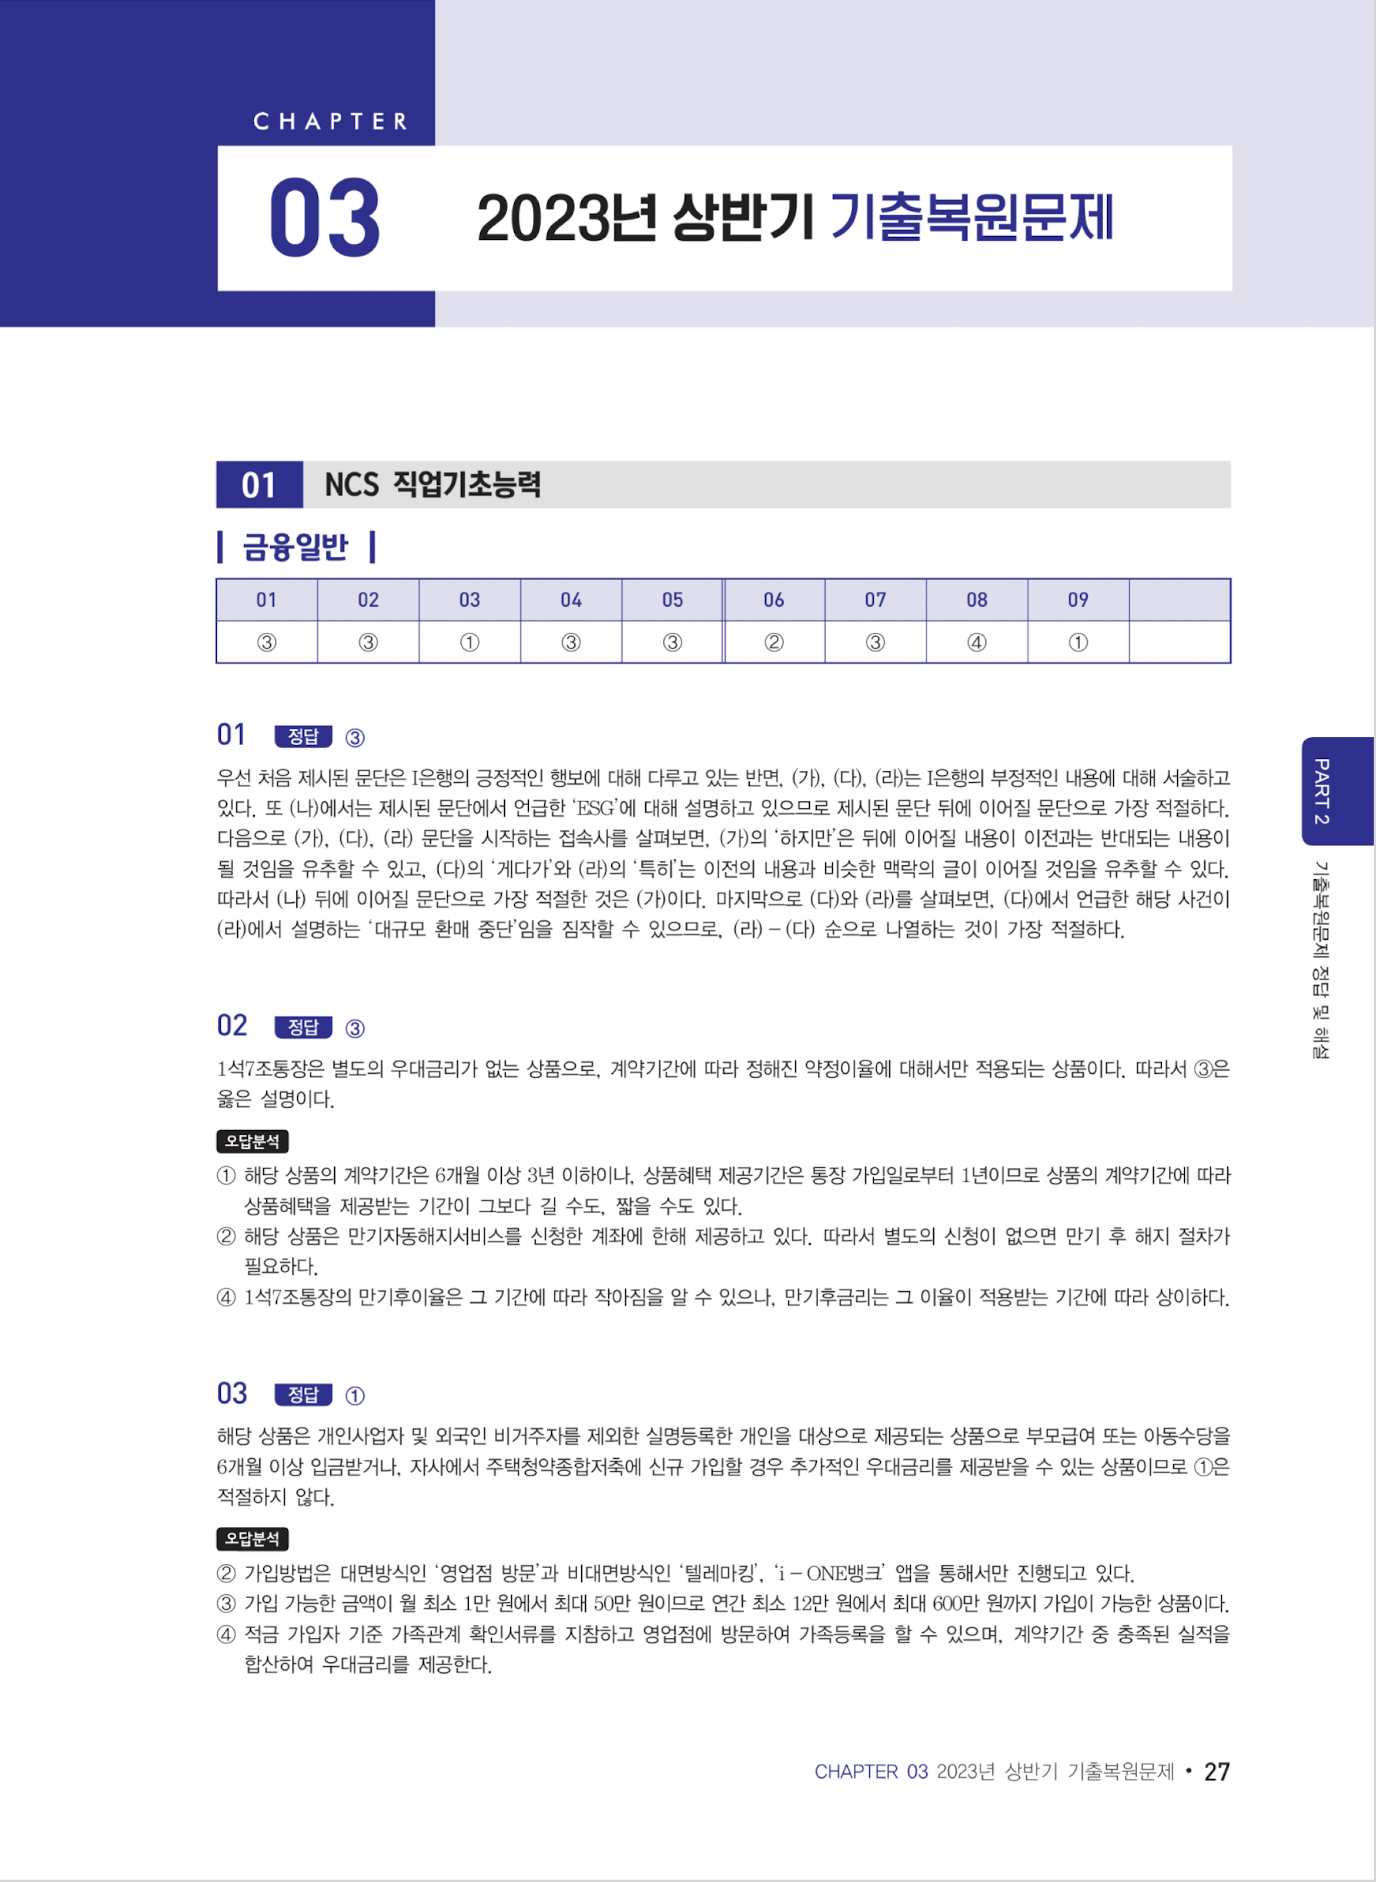 CHAPTER
03 2023년 상반기 기출복원문제
01 NCS 직업기초능력
금융일반
01 02 03 04 05 06 07 08 09
③ ③ ① ③ ③ ② ③ ④ ①
01 정답 ③
우선 처음 제시된 문단은 I은행의 긍정적인 행보에 대해 다루고 있는 반면, (가), (다), (라)는 I은행의 부정적인 내용에 대해 서술하고
있다. 또 (나)에서는 제시된 문단에서 언급한 ‘ESG’에 대해 설명하고 있으므로 제시된 문단 뒤에 이어질 문단으로 가장 적절하다.
다음으로 (가), (다), (라) 문단을 시작하는 접속사를 살펴보면, (가)의 ‘하지만’은 뒤에 이어질 내용이 이전과는 반대되는 내용이
될 것임을 유추할 수 있고, (다)의 ‘게다가’와 (라)의 ‘특히’는 이전의 내용과 비슷한 맥락의 글이 이어질 것임을 유추할 수 있다.
따라서 (나) 뒤에 이어질 문단으로 가장 적절한 것은 (가)이다. 마지막으로 (다)와 (라)를 살펴보면, (다)에서 언급한 해당 사건이
(라)에서 설명하는 ‘대규모 환매 중단’임을 짐작할 수 있으므로, (라)－(다) 순으로 나열하는 것이 가장 적절하다.
02 정답 ③
1석7조통장은 별도의 우대금리가 없는 상품으로, 계약기간에 따라 정해진 약정이율에 대해서만 적용되는 상품이다. 따라서 ③은
옳은 설명이다.
오답분석
① 해당 상품의 계약기간은 6개월 이상 3년 이하이나, 상품혜택 제공기간은 통장 가입일로부터 1년이므로 상품의 계약기간에 따라
상품혜택을 제공받는 기간이 그보다 길 수도, 짧을 수도 있다.
② 해당 상품은 만기자동해지서비스를 신청한 계좌에 한해 제공하고 있다. 따라서 별도의 신청이 없으면 만기 후 해지 절차가
필요하다.
④ 1석7조통장의 만기후이율은 그 기간에 따라 작아짐을 알 수 있으나, 만기후금리는 그 이율이 적용받는 기간에 따라 상이하다.
03 정답 ①
해당 상품은 개인사업자 및 외국인 비거주자를 제외한 실명등록한 개인을 대상으로 제공되는 상품으로 부모급여 또는 아동수당을
6개월 이상 입금받거나, 자사에서 주택청약종합저축에 신규 가입할 경우 추가적인 우대금리를 제공받을 수 있는 상품이므로 ①은
적절하지 않다.
오답분석
② 가입방법은 대면방식인 ‘영업점 방문’과 비대면방식인 ‘텔레마킹’, ‘i－ONE뱅크’ 앱을 통해서만 진행되고 있다.
③ 가입 가능한 금액이 월 최소 1만 원에서 최대 50만 원이므로 연간 최소 12만 원에서 최대 600만 원까지 가입이 가능한 상품이다.
④ 적금 가입자 기준 가족관계 확인서류를 지참하고 영업점에 방문하여 가족등록을 할 수 있으며, 계약기간 중 충족된 실적을
합산하여 우대금리를 제공한다.
PART 2
기출복원문제 정답 및 해설
CHAPTER 03 2023년 상반기 기출복원문제 • 27